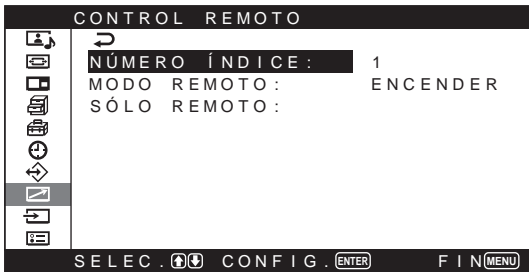 CONTROL REMOTO
NÚMERO ÍNDICE: 1
MODO REMOTO: ENCENDER
SÓLO REMOTO:
SELEC. CONFIG. ENTER FIN MENU